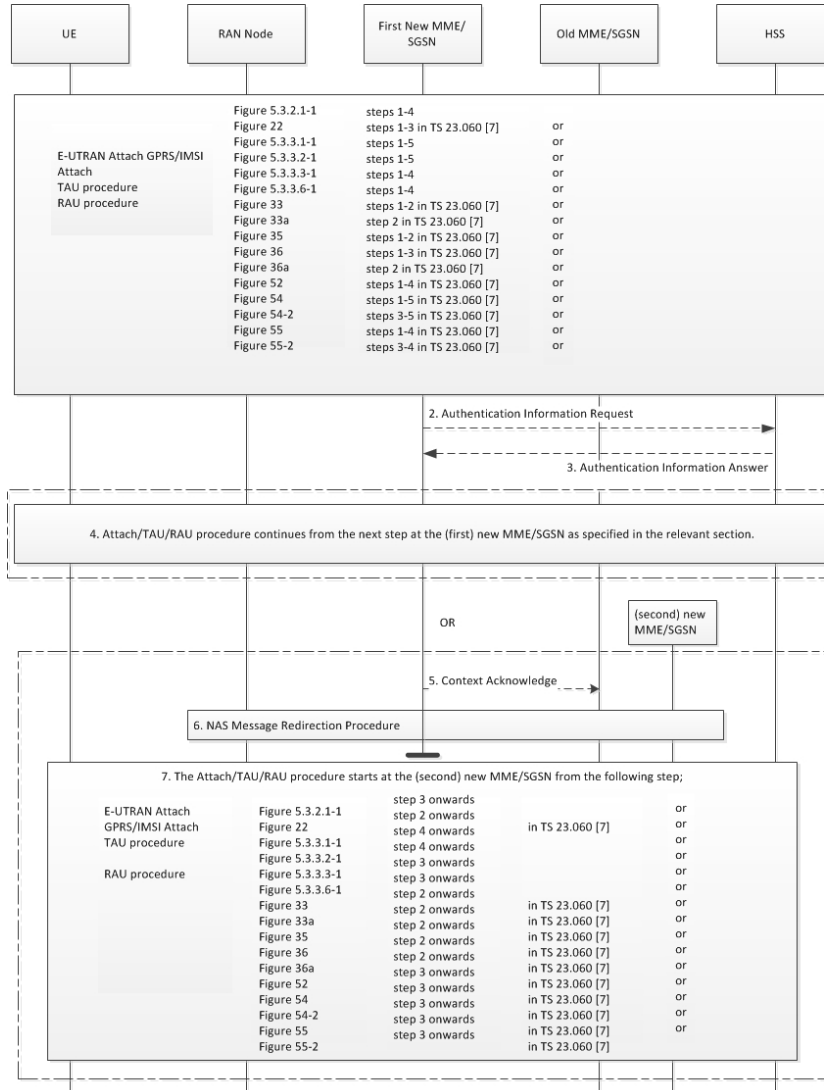 UE
RAN Node
First New MME/
SGSN
Old MME/SGSN
HSS
Figure 5.3.2.1-1 steps 1-4
Figure 22 steps 1-3 in TS 23.060 [7] or
Figure 5.3.3.1-1 steps 1-5 or
E-UTRAN Attach GPRS/IMSI Figure 5.3.3.2-1 steps 1-5 or
Attach Figure 5.3.3.3-1 steps 1-4 or
TAU procedure Figure 5.3.3.6-1 steps 1-4 or
RAU procedure Figure 33 steps 1-2 in TS 23.060 [7] or
Figure 33a step 2 in TS 23.060 [7] or
Figure 35 steps 1-2 in TS 23.060 [7] or
Figure 36 steps 1-3 in TS 23.060 [7] or
Figure 36a step 2 in TS 23.060 [7] or
Figure 52 steps 1-4 in TS 23.060 [7] or
Figure 54 steps 1-5 in TS 23.060 [7] or
Figure 54-2 steps 3-5 in TS 23.060 [7] or
Figure 55 steps 1-4 in TS 23.060 [7] or
Figure 55-2 steps 3-4 in TS 23.060 [7] or
2. Authentication Information Request
3. Authentication Information Answer
4. Attach/TAU/RAU procedure continues from the next step at the (first) new MME/SGSN as specified in the relevant section.
OR
(second) new
MME/SGSN
5. Context Acknowledge
6. NAS Message Redirection Procedure
7. The Attach/TAU/RAU procedure starts at the (second) new MME/SGSN from the following step;
step 3 onwards
E-UTRAN Attach Figure 5.3.2.1-1 step 2 onwards or
GPRS/IMSI Attach Figure 22 step 4 onwards in TS 23.060 [7] or
TAU procedure Figure 5.3.3.1-1 step 4 onwards or
Figure 5.3.3.2-1 step 3 onwards or
RAU procedure Figure 5.3.3.3-1 step 3 onwards or
Figure 5.3.3.6-1 step 2 onwards or
Figure 33 step 2 onwards in TS 23.060 [7] or
Figure 33a step 2 onwards in TS 23.060 [7] or
Figure 35 step 2 onwards in TS 23.060 [7] or
Figure 36 step 2 onwards in TS 23.060 [7] or
Figure 36a step 3 onwards in TS 23.060 [7] or
Figure 52 step 3 onwards in TS 23.060 [7] or
Figure 54 step 3 onwards in TS 23.060 [7] or
Figure 54-2 step 3 onwards in TS 23.060 [7] or
Figure 55 step 3 onwards in TS 23.060 [7] or
Figure 55-2 in TS 23.060 [7]